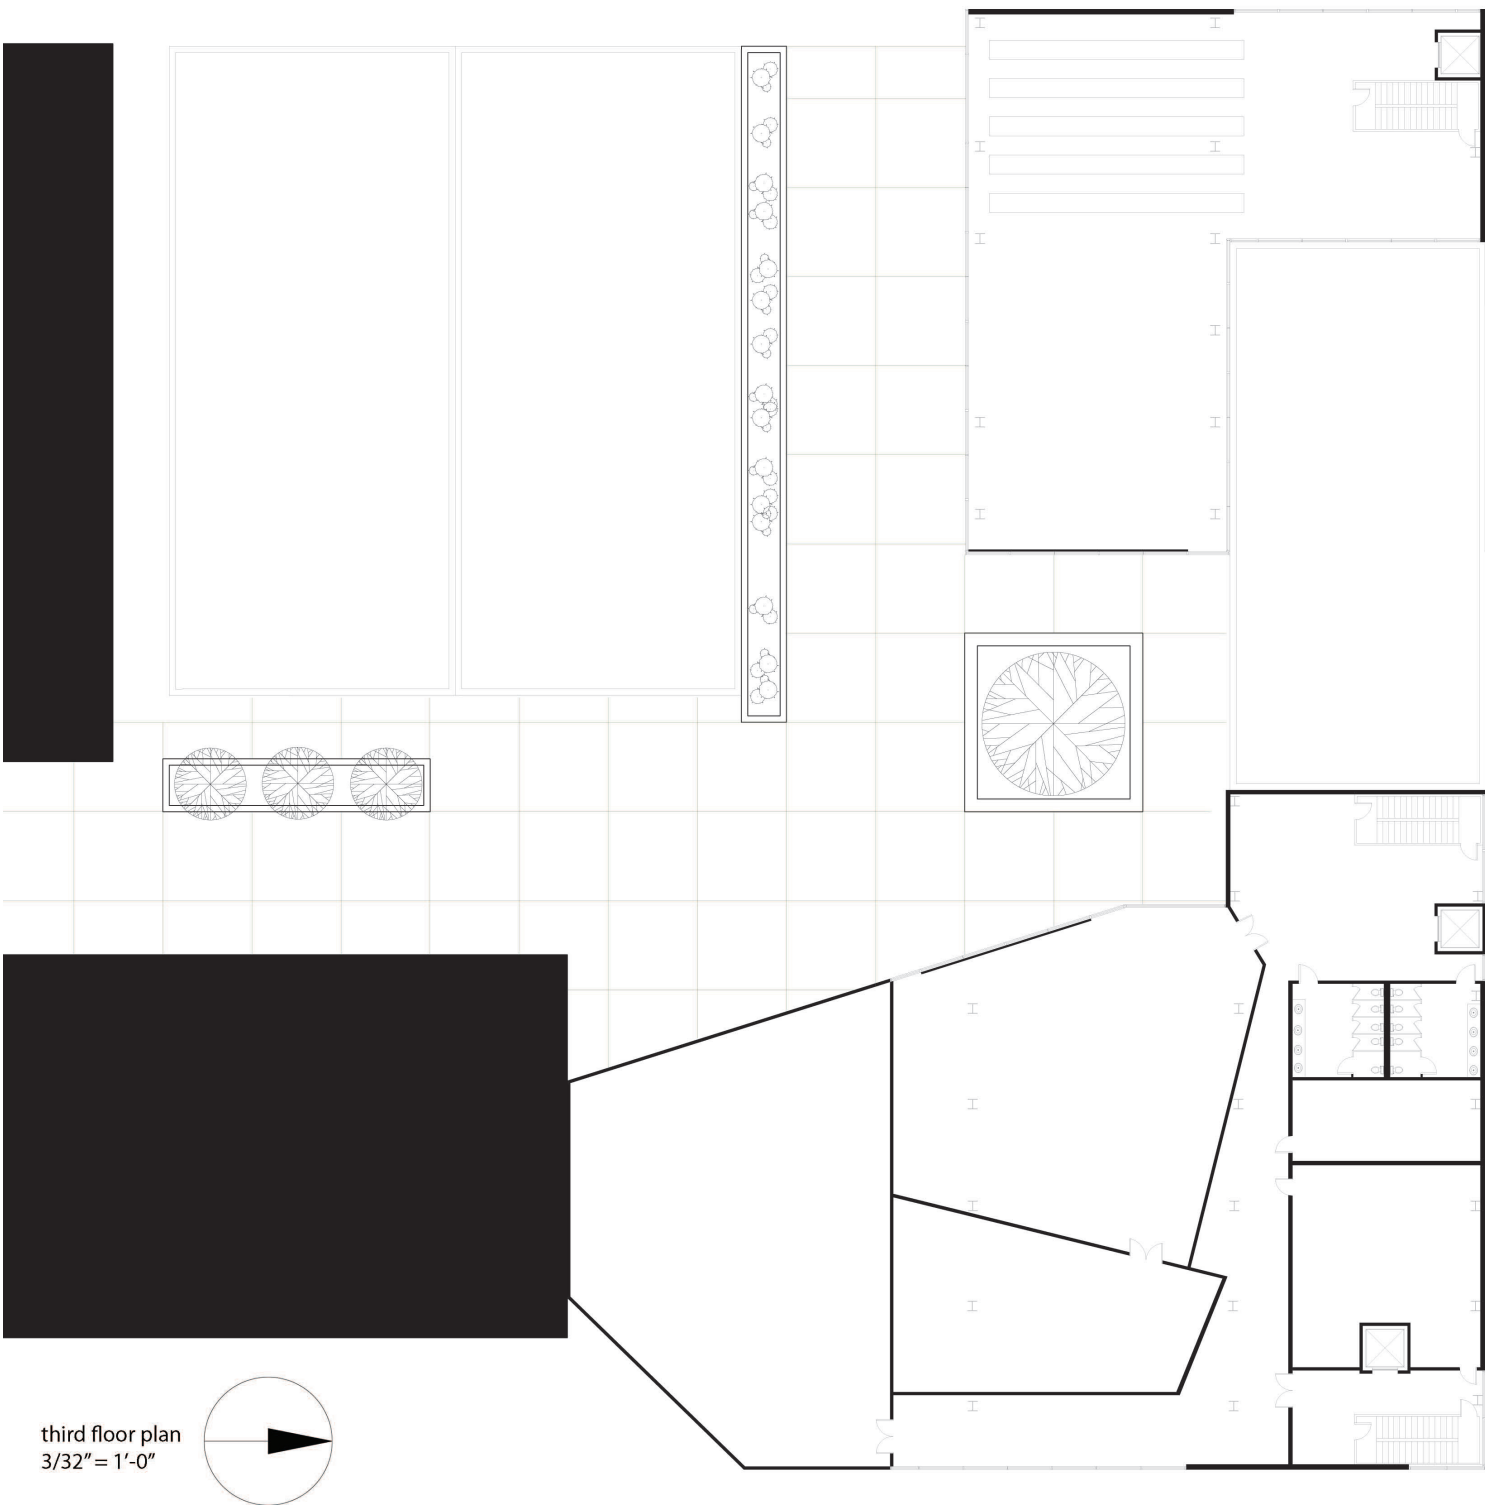 third floor plan
3/32" = 1'-0"